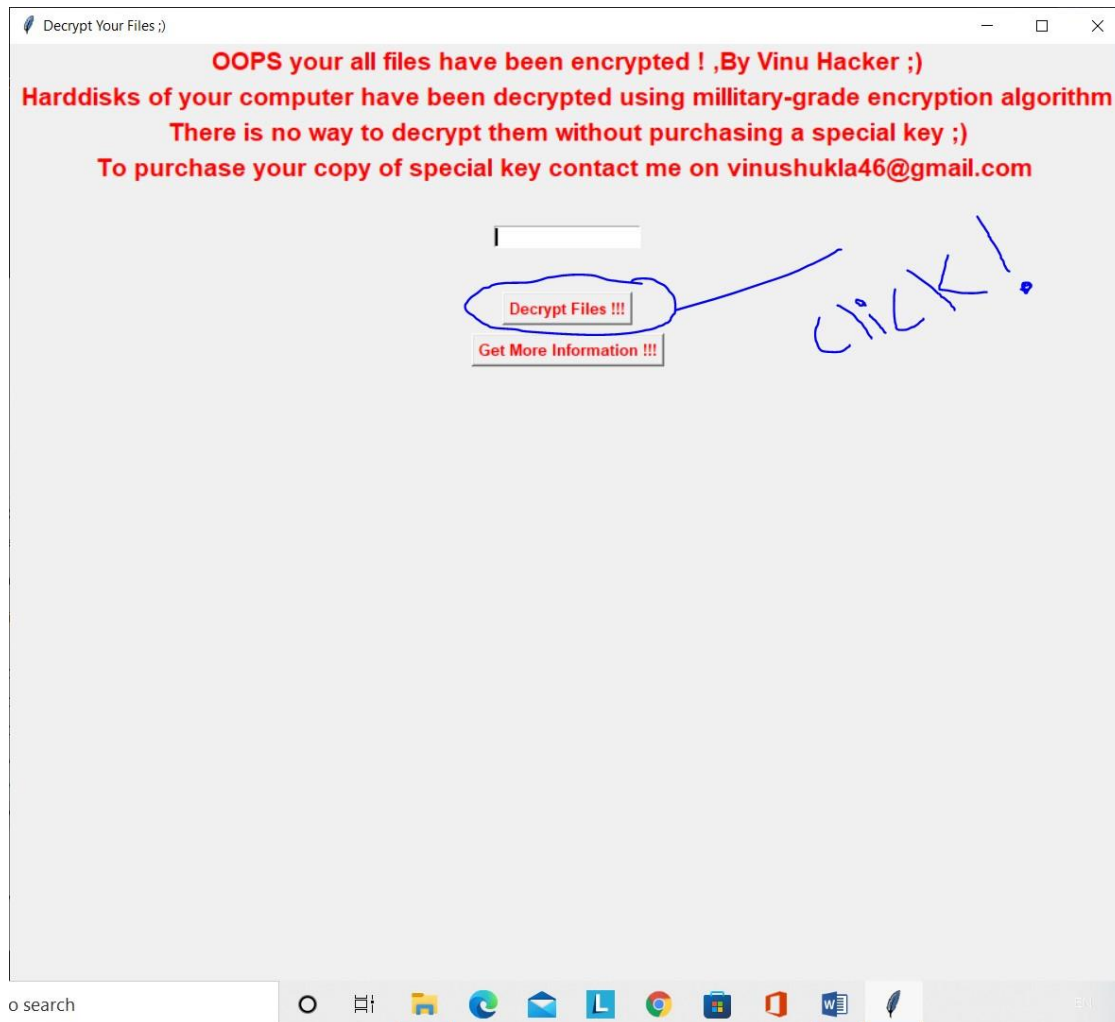 Decrypt Your Files ;)
OOPS your all files have been encrypted ! ,By Vinu Hacker ;)
Harddisks of your computer have been decrypted using millitary-grade encryption algorithm
There is no way to decrypt them without purchasing a special key ;)
To purchase your copy of special key contact me on vinushukla46@gmail.com
Decrypt Files !!!
click!
Get More Information !!!
o search
L
W